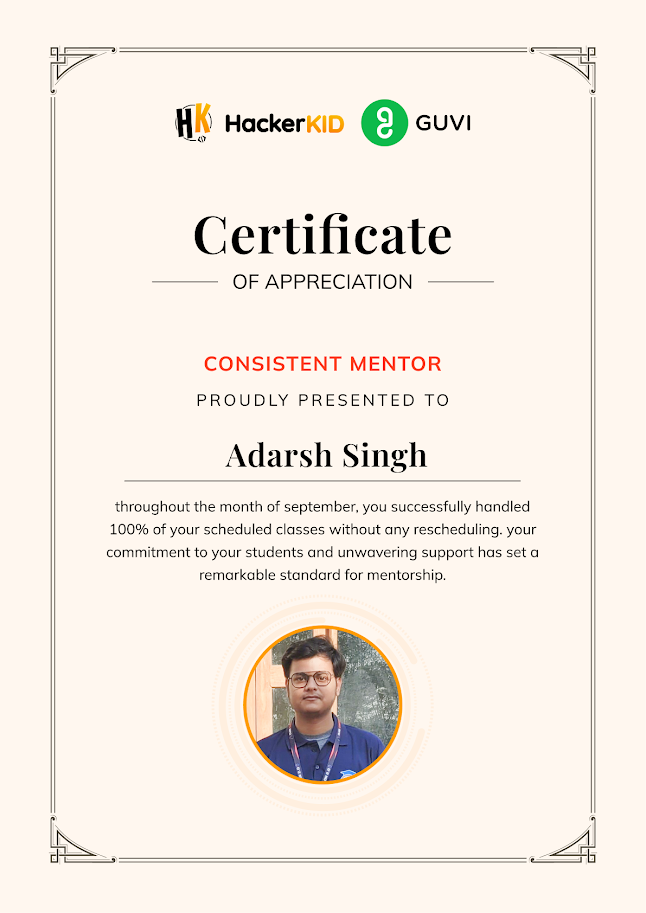 HK HackerKID GUVI
Certificate
OF APPRECIATION
CONSISTENT MENTOR
PROUDLY PRESENTED TO
Adarsh Singh
throughout the month of september, you successfully handled
100% of your scheduled classes without any rescheduling. your
commitment to your students and unwavering support has set a
remarkable standard for mentorship.